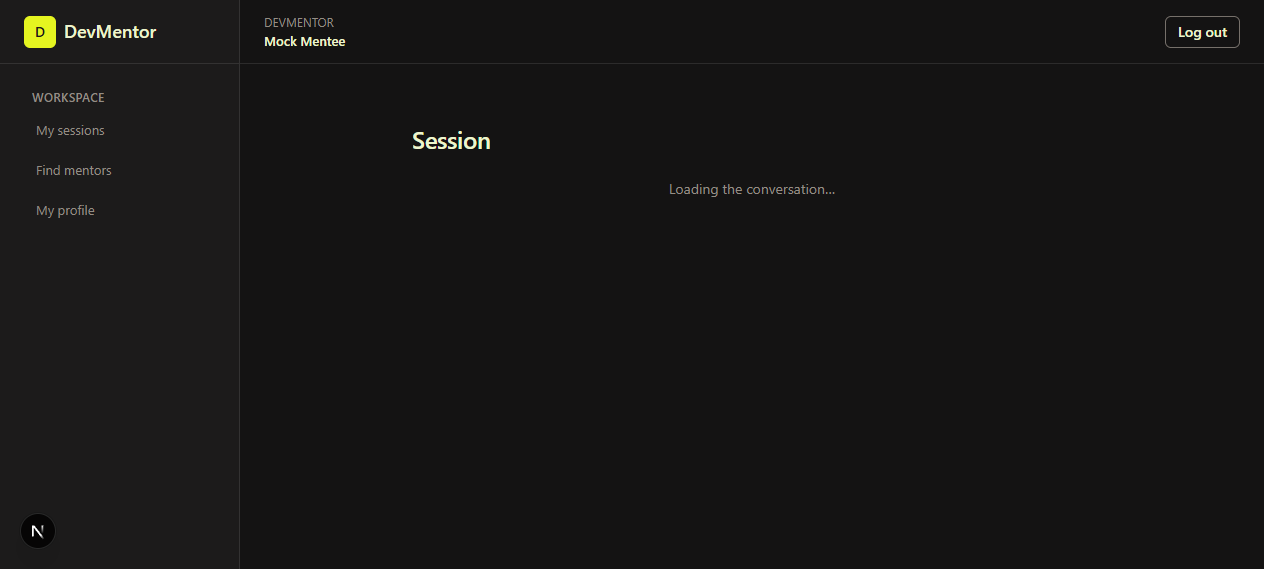 D DevMentor
DEVMENTOR
Mock Mentee
Log out
WORKSPACE
My sessions
Find mentors
My profile
Session
Loading the conversation...
N